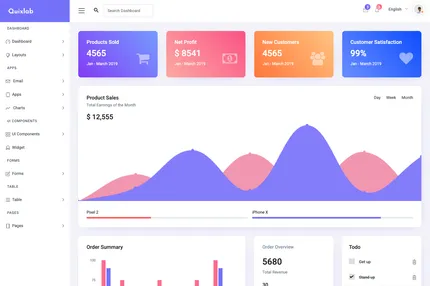 Quixlab
Search Dashboard
3
3
English
DASHBOARD
Dashboard
Layouts
APPS
Email
Apps
Charts
UI COMPONENTS
UI Components
Widget
FORMS
Forms
TABLE
Table
PAGES
Pages
Products Sold
4565
Jan - March 2019
Net Profit
$ 8541
Jan - March 2019
New Customers
4565
Jan - March 2019
Customer Satisfaction
99%
Jan - March 2019
Product Sales
Total Earnings of the Month
Day Week Month
$ 12,555
Pixel 2
iPhone X
Order Summary
100
75
Order Overview
5680
Total Revenue
30
Todo
Get up
Stand up